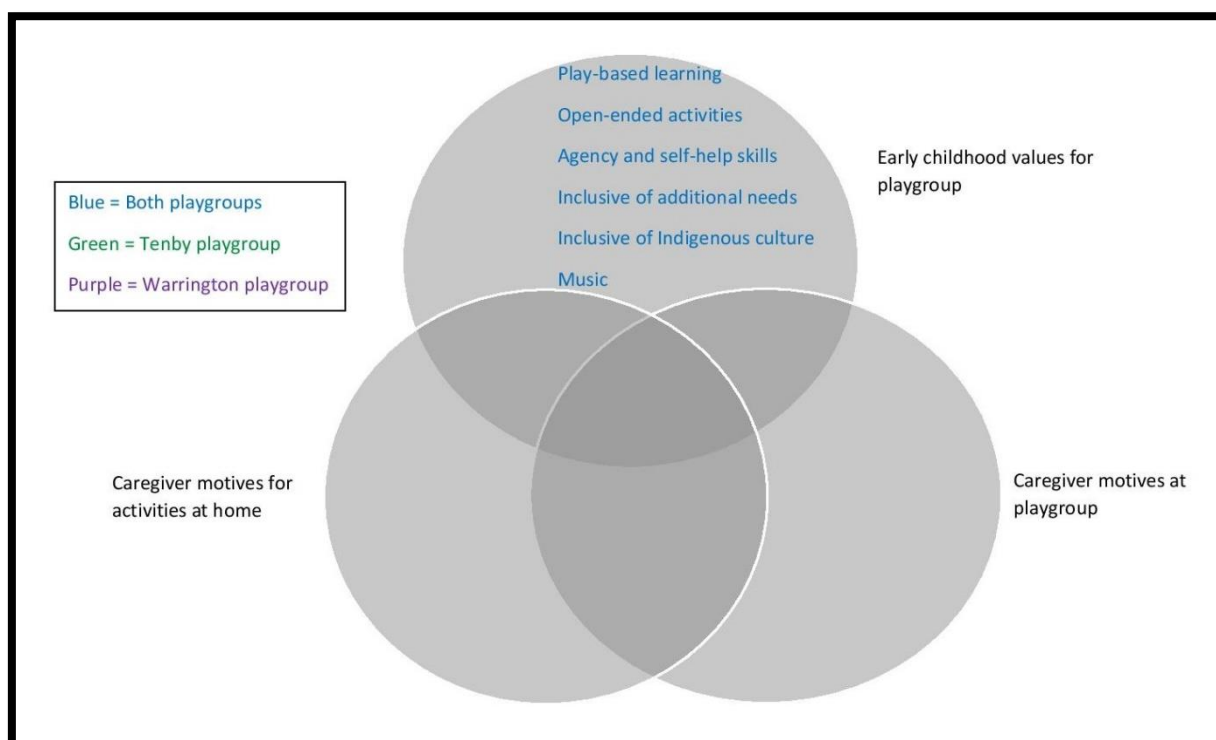 Play-based learning
Open-ended activities
Agency and self-help skills
Inclusive of additional needs
Inclusive of Indigenous culture
Music
Early childhood values for
playgroup
Blue = Both playgroups
Green = Tenby playgroup
Purple = Warrington playgroup
Caregiver motives for
activities at home
Caregiver motives at
playgroup